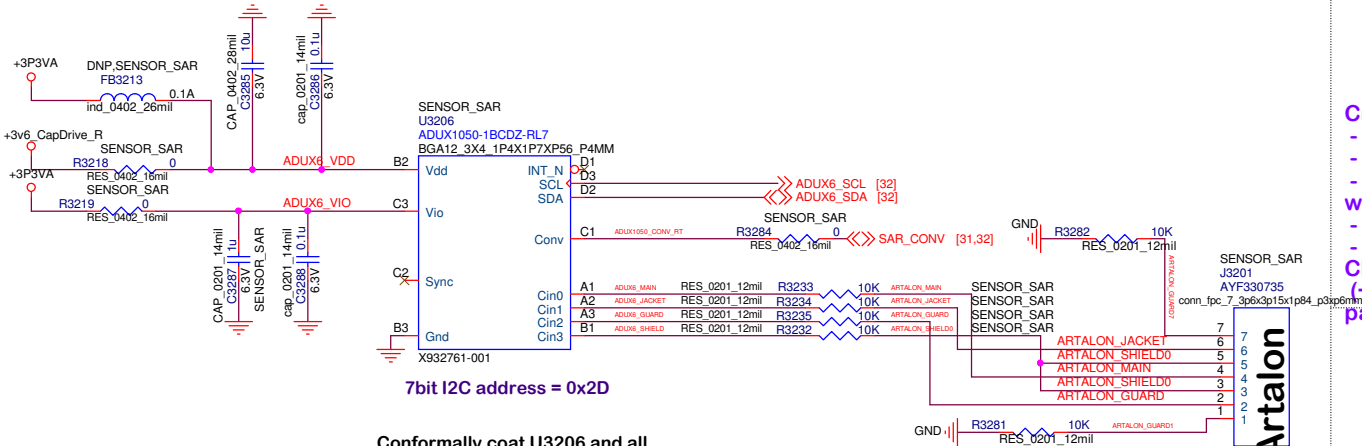 +3P3VA
DNP,SENSOR_SAR
FB3213
0.1A
ind_0402_26mil
CAP_0402_28mil
C3285 10u
6.3V
cap_0201_14mil
C3286 0.1u
6.3V
+3v6_CapDrive_R
SENSOR_SAR
R3218 0
RES_0402_16mil
ADUX6_VDD
+3P3VA
SENSOR_SAR
R3219 0
RES_0402_16mil
ADUX6_VIO
CAP_0201_14mil
C3287 1u
6.3V
SENSOR_SAR
cap_0201_14mil
C3288 0.1u
6.3V
SENSOR_SAR
U3206
ADUX1050-1BCDZ-RL7
BGA12_3X4_1P4X1P7XP56_P4MM
B2 Vdd
C3 Vio
C2 Sync
B3 Gnd
INT_N D1
SCL D3
SDA D2
Conv C1
Cin0 A1
Cin1 A2
Cin2 A3
Cin3 B1
X932761-001
ADUX6_SCL [32]
ADUX6_SDA [32]
SENSOR_SAR
ADUX1050_CONV_RT R3284 0 SAR_CONV [31,32]
RES_0402_16mil
ADUX6_MAIN RES_0201_12mil R3233 10K ARTALON_MAIN SENSOR_SAR
ADUX6_JACKET RES_0201_12mil R3234 10K ARTALON_JACKET SENSOR_SAR
ADUX6_GUARD RES_0201_12mil R3235 10K ARTALON_GUARD SENSOR_SAR
ADUX6_SHIELD RES_0201_12mil R3232 10K ARTALON_SHIELD0 SENSOR_SAR
GND R3282 10K
RES_0201_12mil
ARTALON_GUARD7
SENSOR_SAR
J3201
AYF330735
conn_fpc_7_3p6x3p15x1p84_p3xp6mm
7 7
ARTALON_JACKET 6 6
ARTALON_SHIELD0 5 5
ARTALON_MAIN 4 4
ARTALON_SHIELD0 3 3
ARTALON_GUARD 2 2
1 1
Artalon
GND R3281 10K ARTALON_GUARD1
RES_0201_12mil
7bit I2C address = 0x2D
Conformally coat U3206 and all